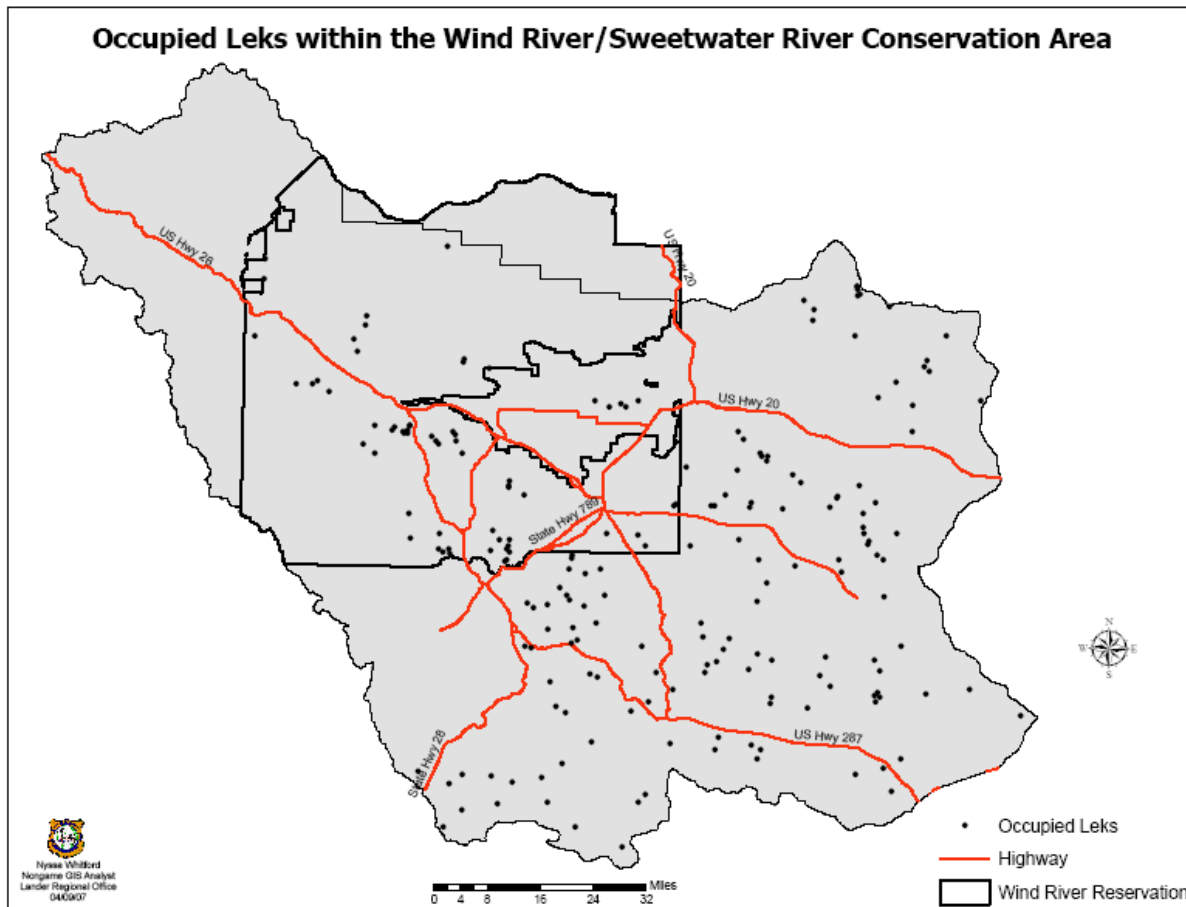 Occupied Leks within the Wind River/Sweetwater River Conservation Area
US Hwy 26
US Hwy 20
US Hwy 20
State Hwy 789
US Hwy 287
State Hwy 28
N
W E
S
Occupied Leks
Highway
Wind River Reservation
Miles
0 4 8 16 24 32
Nyssa Whitford
Nongame GIS Analyst
Lander Regional Office
04/09/07